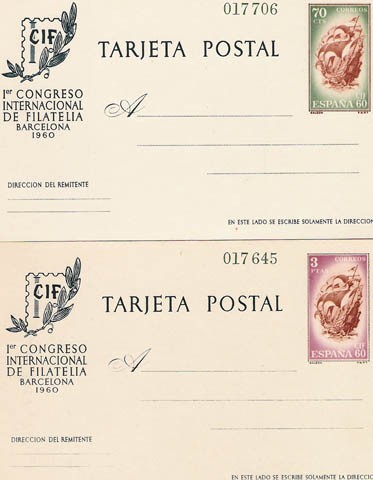 017706
70
CTS
CORREOS
CIF
TARJETA POSTAL
1er CONGRESO
INTERNACIONAL
DE FILATELIA
BARCELONA
1960
A
CIF
ESPAÑA 60
DIRECCION DEL REMITENTE
EN ESTE LADO SE ESCRIBE SOLAMENTE LA DIRECCION
017645
3
PTAS
CORREOS
CIF
TARJETA POSTAL
1er CONGRESO
INTERNACIONAL
DE FILATELIA
BARCELONA
1960
A
CIF
ESPAÑA 60
DIRECCION DEL REMITENTE
EN ESTE LADO SE ESCRIBE SOLAMENTE LA DIRECCION